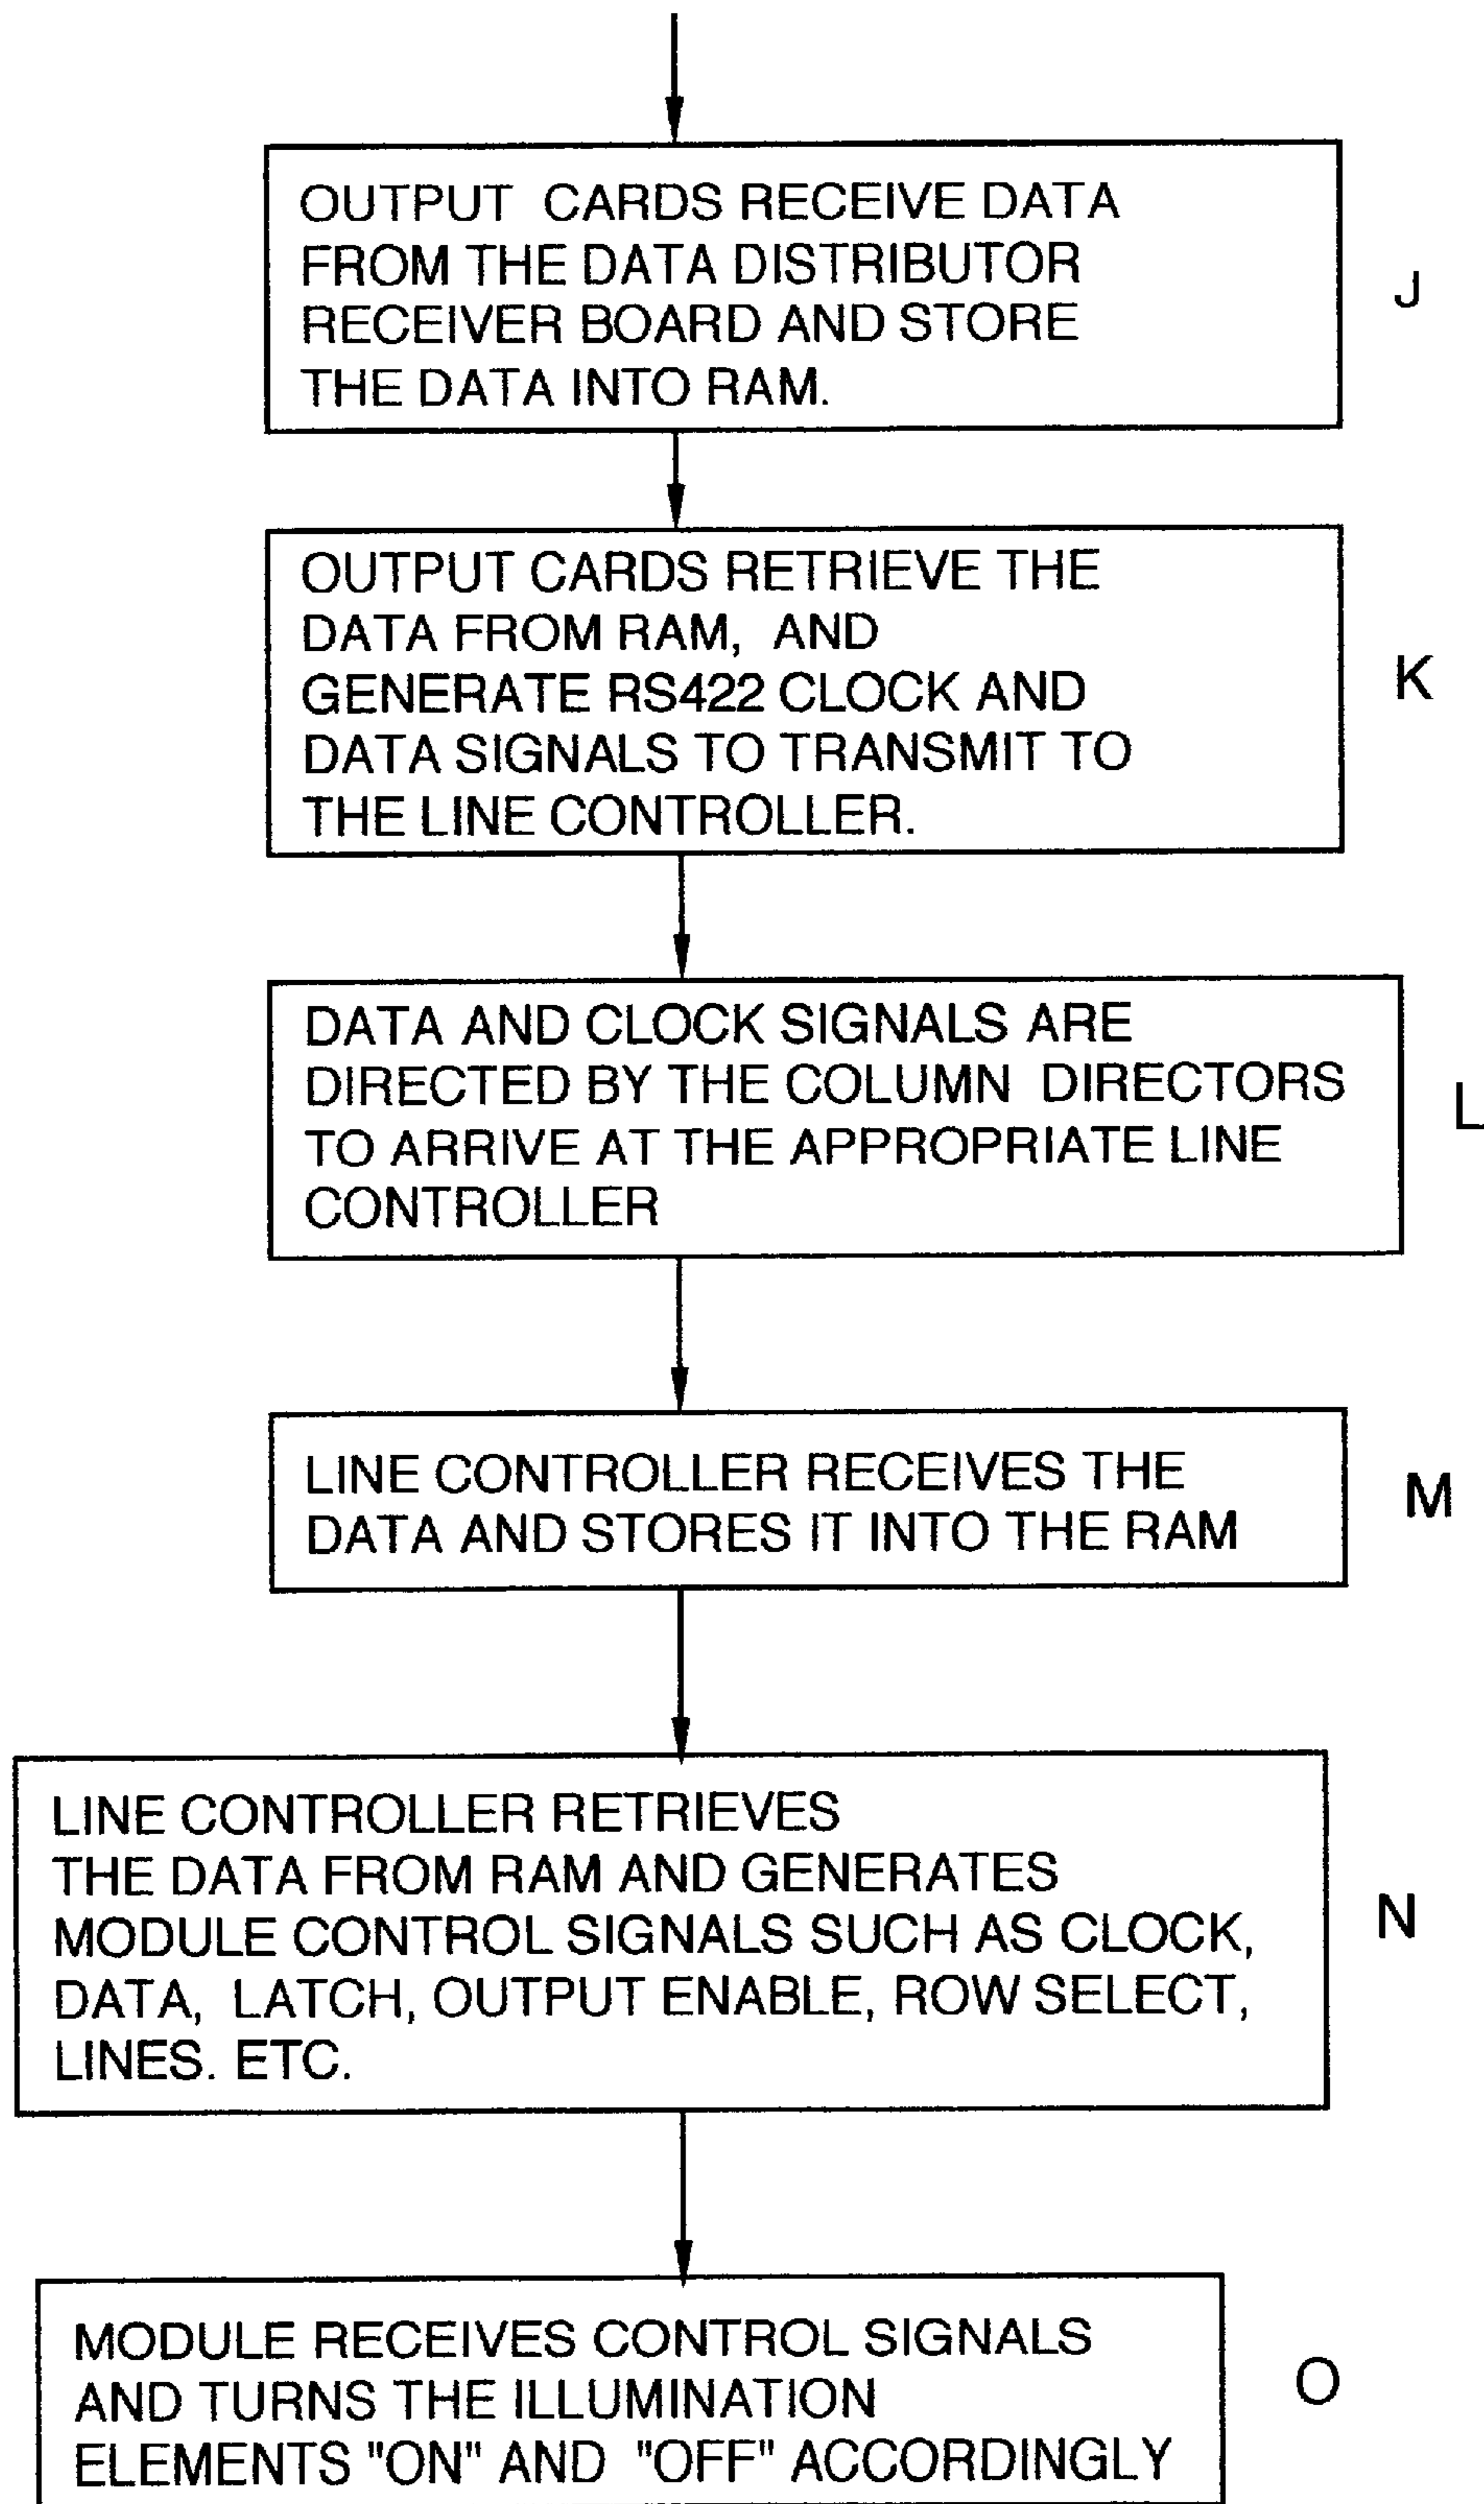 OUTPUT CARDS RECEIVE DATA
FROM THE DATA DISTRIBUTOR
RECEIVER BOARD AND STORE
THE DATA INTO RAM.
J
OUTPUT CARDS RETRIEVE THE
DATA FROM RAM, AND
GENERATE RS422 CLOCK AND
DATA SIGNALS TO TRANSMIT TO
THE LINE CONTROLLER.
K
DATA AND CLOCK SIGNALS ARE
DIRECTED BY THE COLUMN DIRECTORS
TO ARRIVE AT THE APPROPRIATE LINE
CONTROLLER
L
LINE CONTROLLER RECEIVES THE
DATA AND STORES IT INTO THE RAM
M
LINE CONTROLLER RETRIEVES
THE DATA FROM RAM AND GENERATES
MODULE CONTROL SIGNALS SUCH AS CLOCK,
DATA, LATCH, OUTPUT ENABLE, ROW SELECT,
LINES. ETC.
N
MODULE RECEIVES CONTROL SIGNALS
AND TURNS THE ILLUMINATION
ELEMENTS "ON" AND "OFF" ACCORDINGLY
O